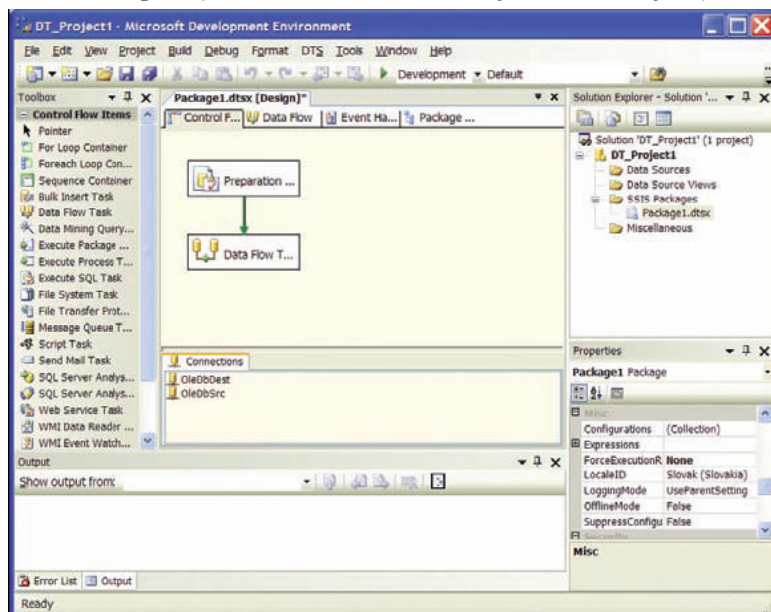 DT_Project1 - Microsoft Development Environment
File Edit View Project Build Debug Format DTS Tools Window Help
Development Default
Toolbox
Control Flow Items
Pointer
For Loop Container
Foreach Loop Con...
Sequence Container
Bulk Insert Task
Data Flow Task
Data Mining Query...
Execute Package ...
Execute Process T...
Execute SQL Task
File System Task
File Transfer Prot...
Message Queue T...
Script Task
Send Mail Task
SQL Server Analys...
SQL Server Analys...
Web Service Task
WMI Data Reader ...
WMI Event Watch...
Package1.dtsx [Design]*
Control F... Data Flow Event Ha... Package ...
Preparation ...
Data Flow T...
Connections
OleDbDest
OleDbSrc
Solution Explorer - Solution '...
Solution 'DT_Project1' (1 project)
DT_Project1
Data Sources
Data Source Views
SSIS Packages
Package1.dtsx
Miscellaneous
Properties
Package1 Package
Misc
Configurations (Collection)
Expressions
ForceExecutionR None
LocaleID Slovak (Slovakia)
LoggingMode UseParentSetting
OfflineMode False
SuppressConfigu False
Security
Misc
Output
Show output from:
Error List Output
Ready